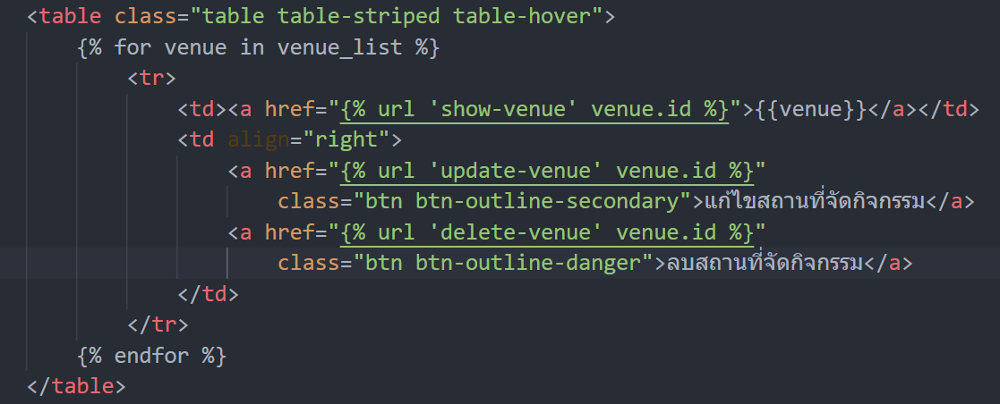 <table class="table table-striped table-hover">
{% for venue in venue_list %}
<tr>
<td><a href="{% url 'show-venue' venue.id %}">{{venue}}</a></td>
<td align="right">
<a href="{% url 'update-venue' venue.id %}"
class="btn btn-outline-secondary">แก้ไขสถานที่จัดกิจกรรม</a>
<a href="{% url 'delete-venue' venue.id %}"
class="btn btn-outline-danger">ลบสถานที่จัดกิจกรรม</a>
</td>
</tr>
{% endfor %}
</table>